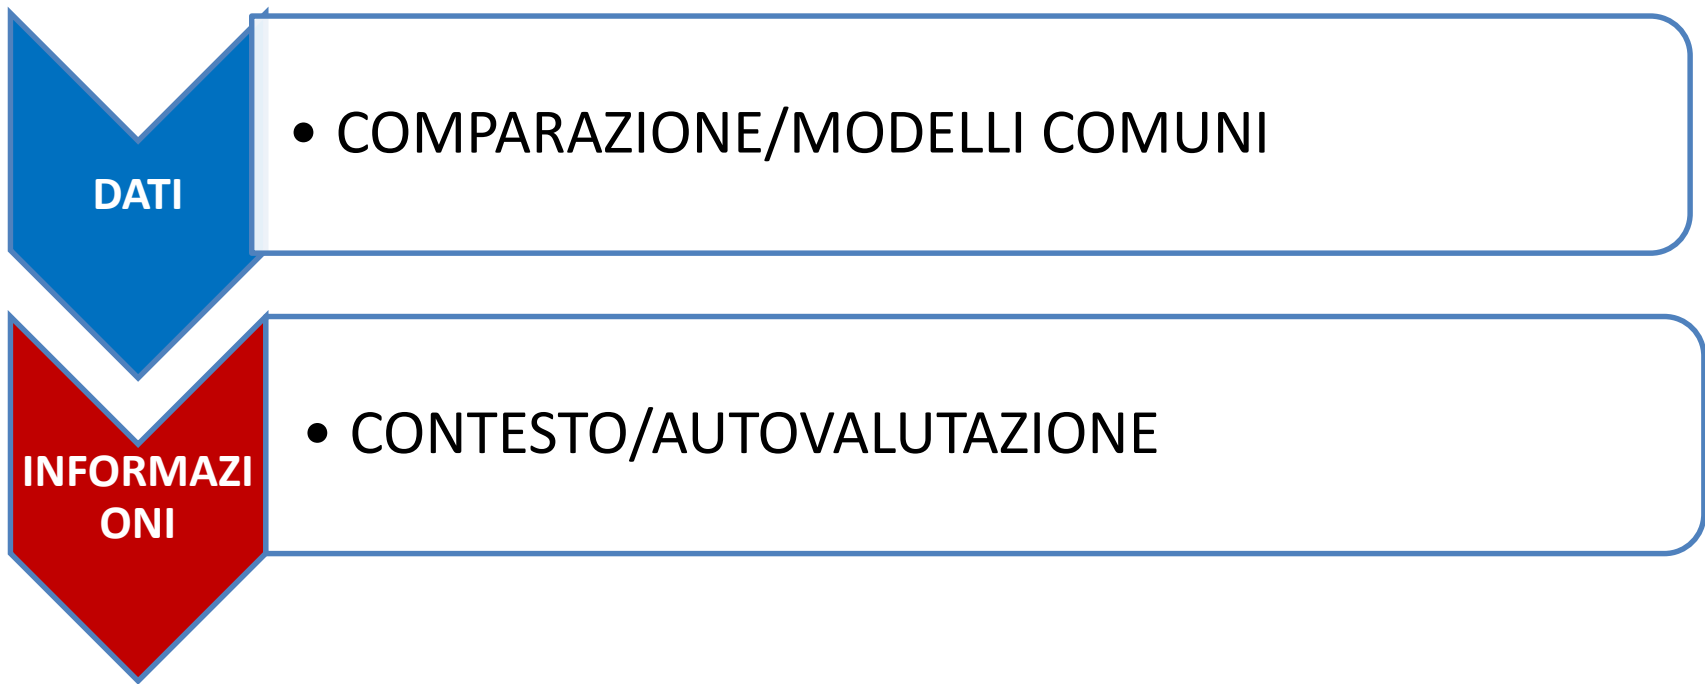 DATI
• COMPARAZIONE/MODELLI COMUNI
INFORMAZI
ONI
• CONTESTO/AUTOVALUTAZIONE